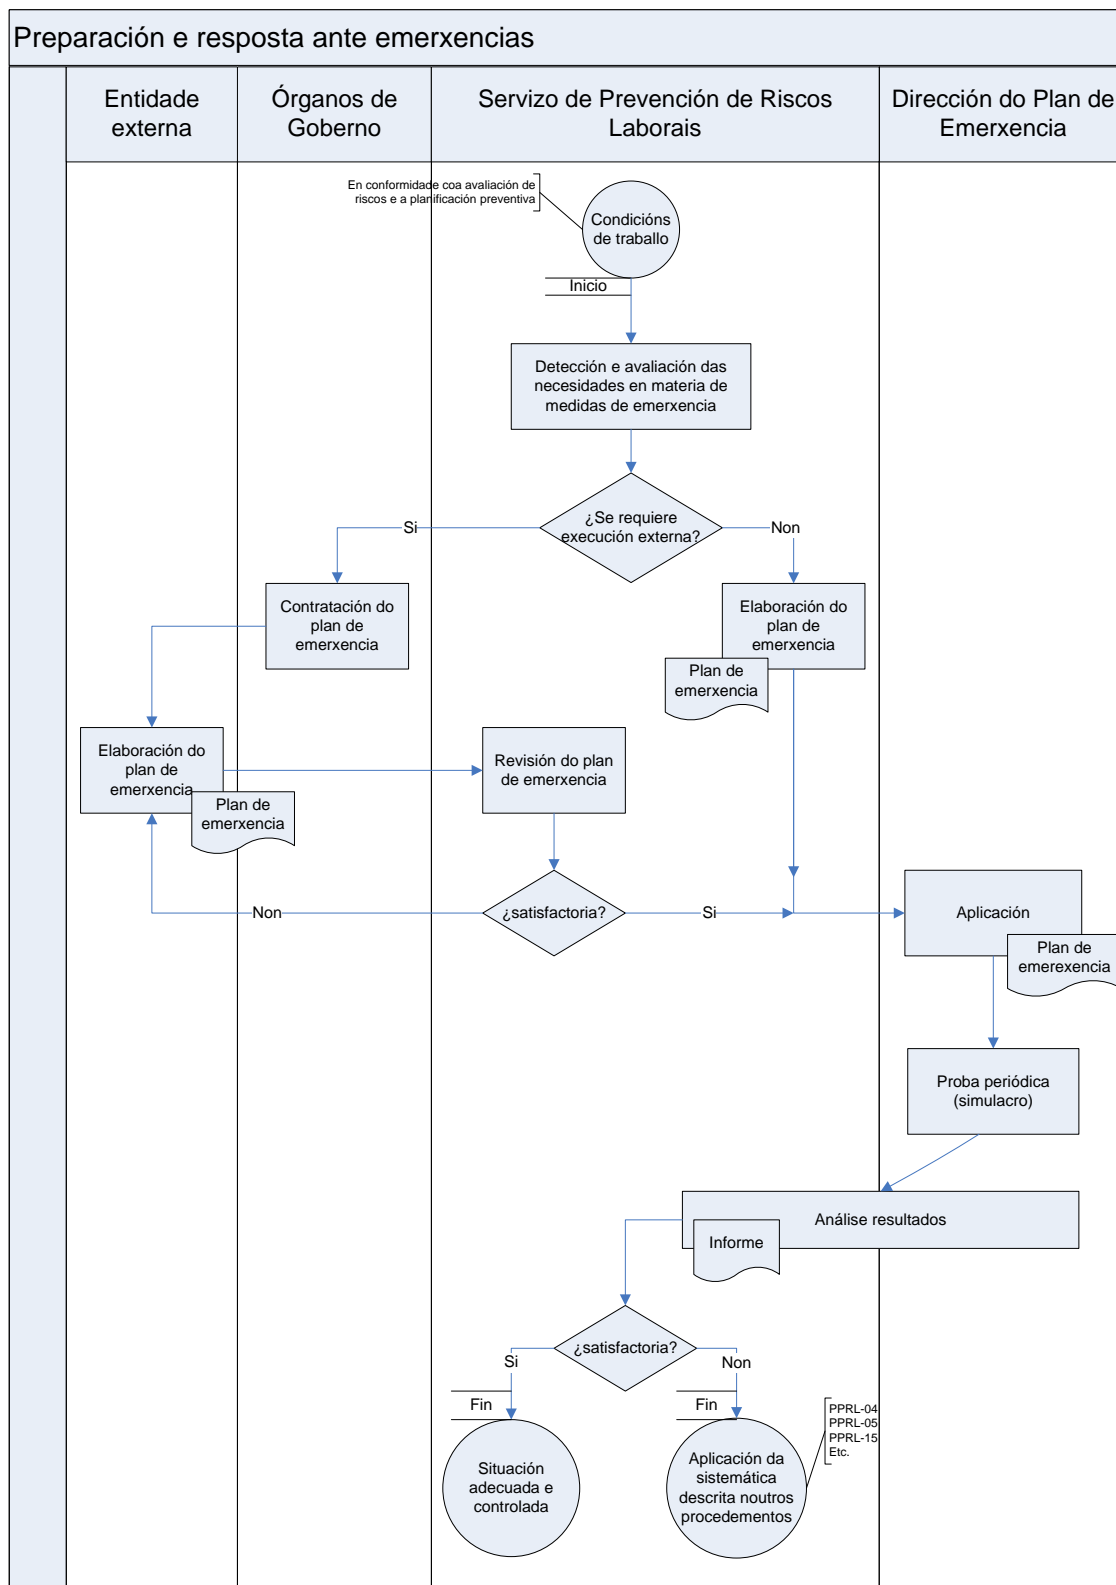 Preparación e resposta ante emerxencias
Entidade
externa
Órganos de
Goberno
Servizo de Prevención de Riscos
Laborais
Dirección do Plan de
Emerxencia
En conformidade coa avaliación de
riscos e a planificación preventiva
Condicións
de traballo
Inicio
Detección e avaliación das
necesidades en materia de
medidas de emerxencia
¿Se requiere
execución externa?
Si
Non
Contratación do
plan de
emerxencia
Elaboración do
plan de
emerxencia
Plan de
emerxencia
Elaboración do
plan de
emerxencia
Plan de
emerxencia
Revisión do plan
de emerxencia
Non
¿satisfactoria?
Si
Aplicación
Plan de
emerexencia
Proba periódica
(simulacro)
Análise resultados
Informe
¿satisfactoria?
Si
Non
Fin
Fin
PPRL-04
PPRL-05
PPRL-15
Etc.
Situación
adecuada e
controlada
Aplicación da
sistemática
descrita noutros
procedementos